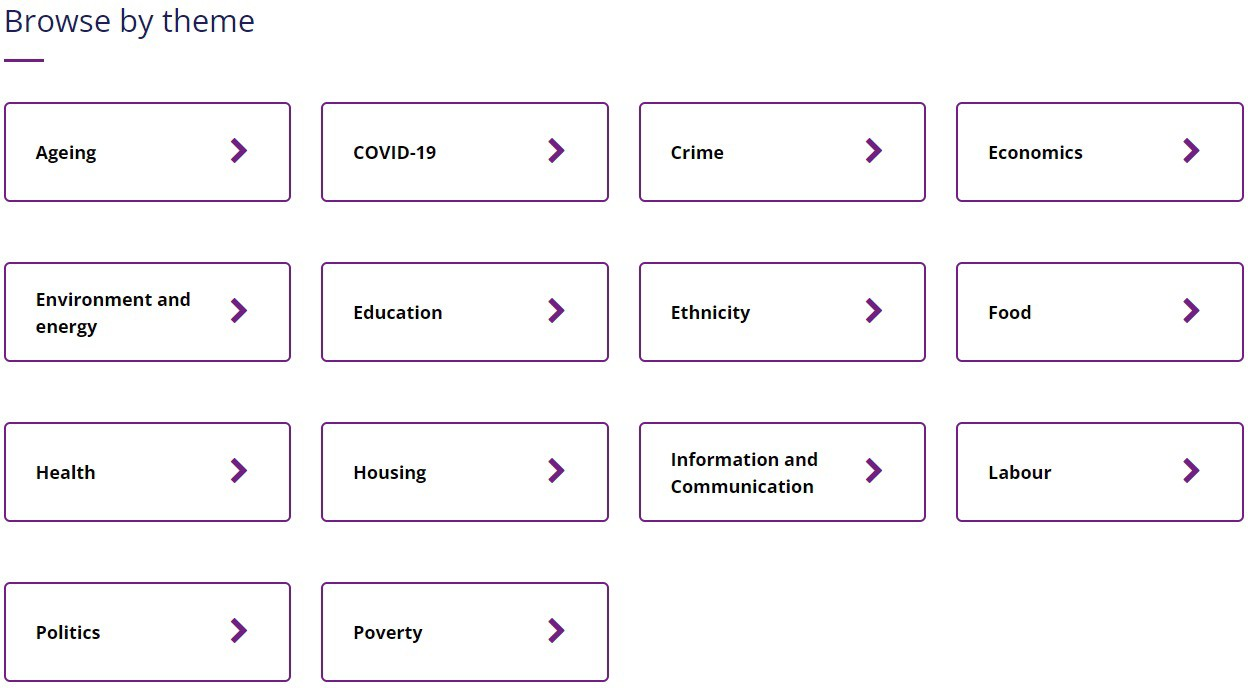 Browse by theme
Ageing
COVID-19
Crime
Economics
Environment and
energy
Education
Ethnicity
Food
Health
Housing
Information and
Communication
Labour
Politics
Poverty